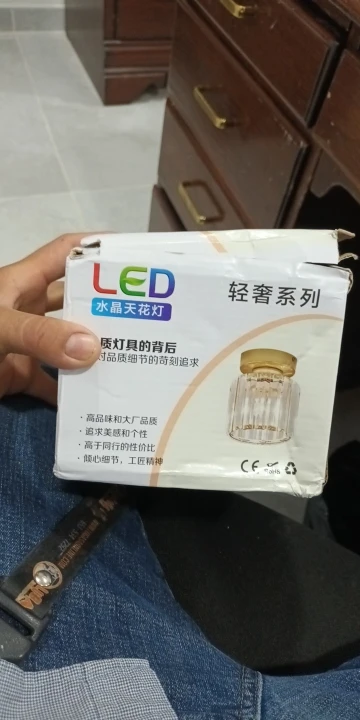 LED
水晶天花灯
轻奢系列
质灯具的背后
对品质细节的苛刻追求
· 高品味和大厂品质
· 追求美感和个性
· 高于同行的性价比
· 倾心细节，工匠精神
CE